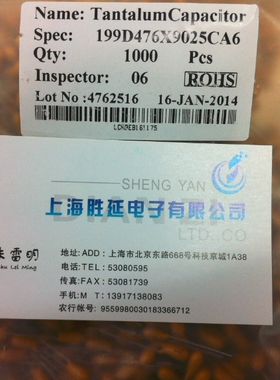 Name: TantalumCapacitor
Spec: 199D476X9025CA6
Qty: 1000 Pcs
Inspector: 06 ROHS
Lot No :4762516 16-JAN-2014
SHENG YAN
DIANZI
上海胜延电子有限公司
LTD.,CO
雷明
Lei Ming
地址:ADD：上海市北京东路668号科技京城1A38
电话:TEL：53080595
传真:FAX：53081739
手机:M T：13917138083
农行帐号: 9559980030183366712